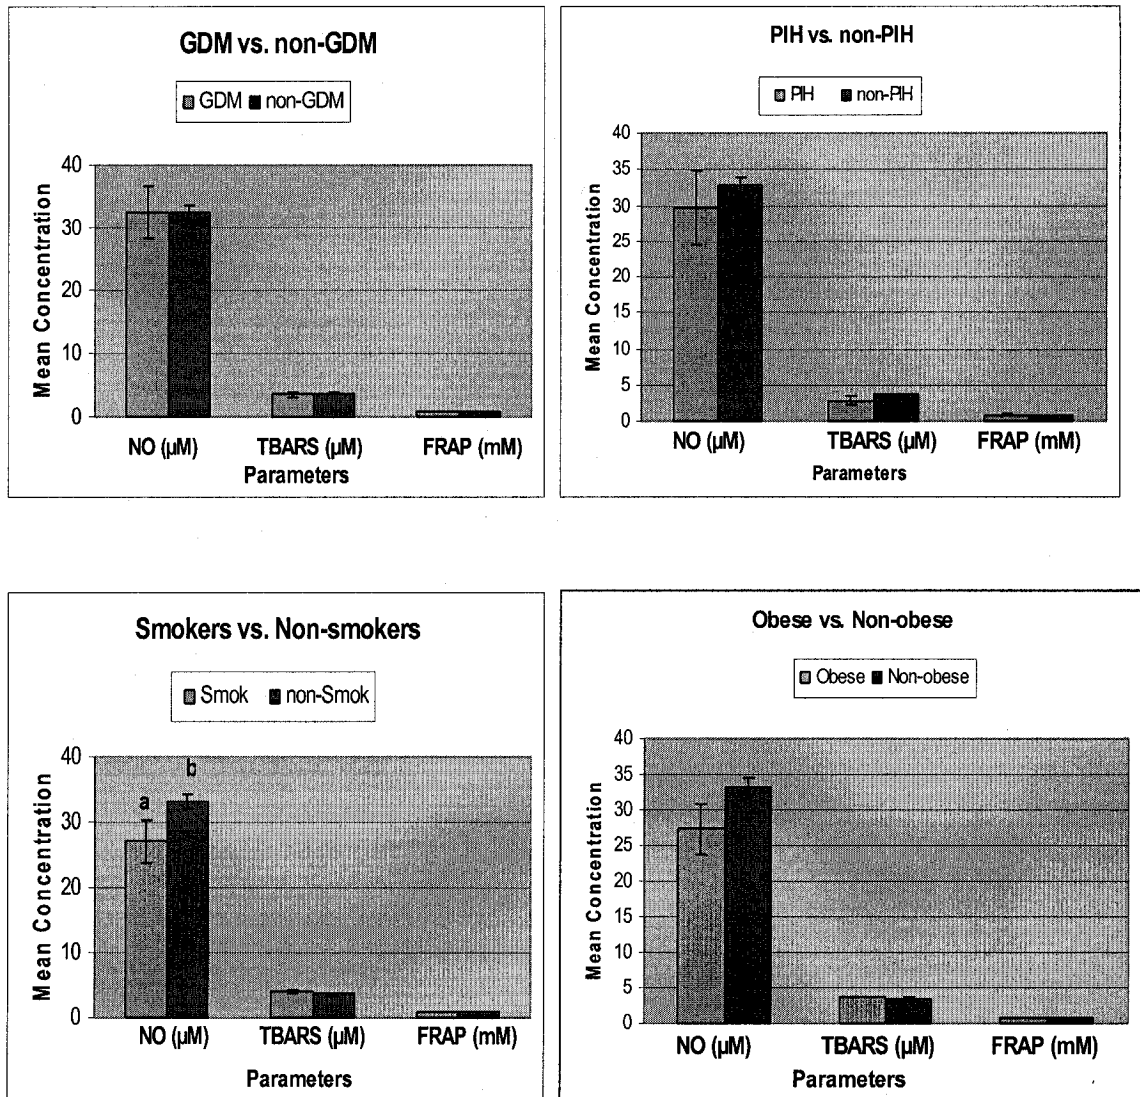 GDM vs. non-GDM
GDM non-GDM
Mean Concentration
40
30
20
10
0
NO (µM) TBARS (µM) FRAP (mM)
Parameters
PIH vs. non-PIH
PIH non-PIH
Mean Concentration
40
35
30
25
20
15
10
5
0
NO (µM) TBARS (µM) FRAP (mM)
Parameters
Smokers vs. Non-smokers
Smok non-Smok
Mean Concentration
40
30
20
10
0
a b
NO (µM) TBARS (µM) FRAP (mM)
Parameters
Obese vs. Non-obese
Obese Non-obese
Mean Concentration
40
35
30
25
20
15
10
5
0
NO (µM) TBARS (µM) FRAP (mM)
Parameters